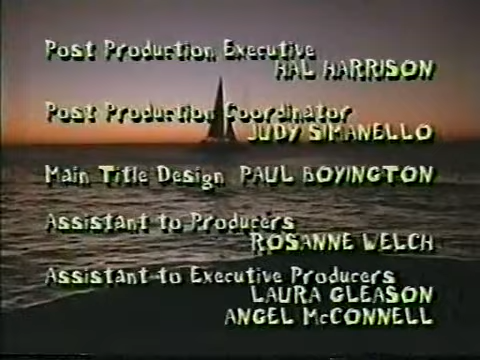 Post Production Executive
HAL HARRISON
Post Production Coordinator
JUDY SIMANELLO
Main Title Design PAUL BOYINGTON
Assistant to Producers
ROSANNE WELCH
Assistant to Executive Producers
LAURA GLEASON
ANGEL McCONNELL